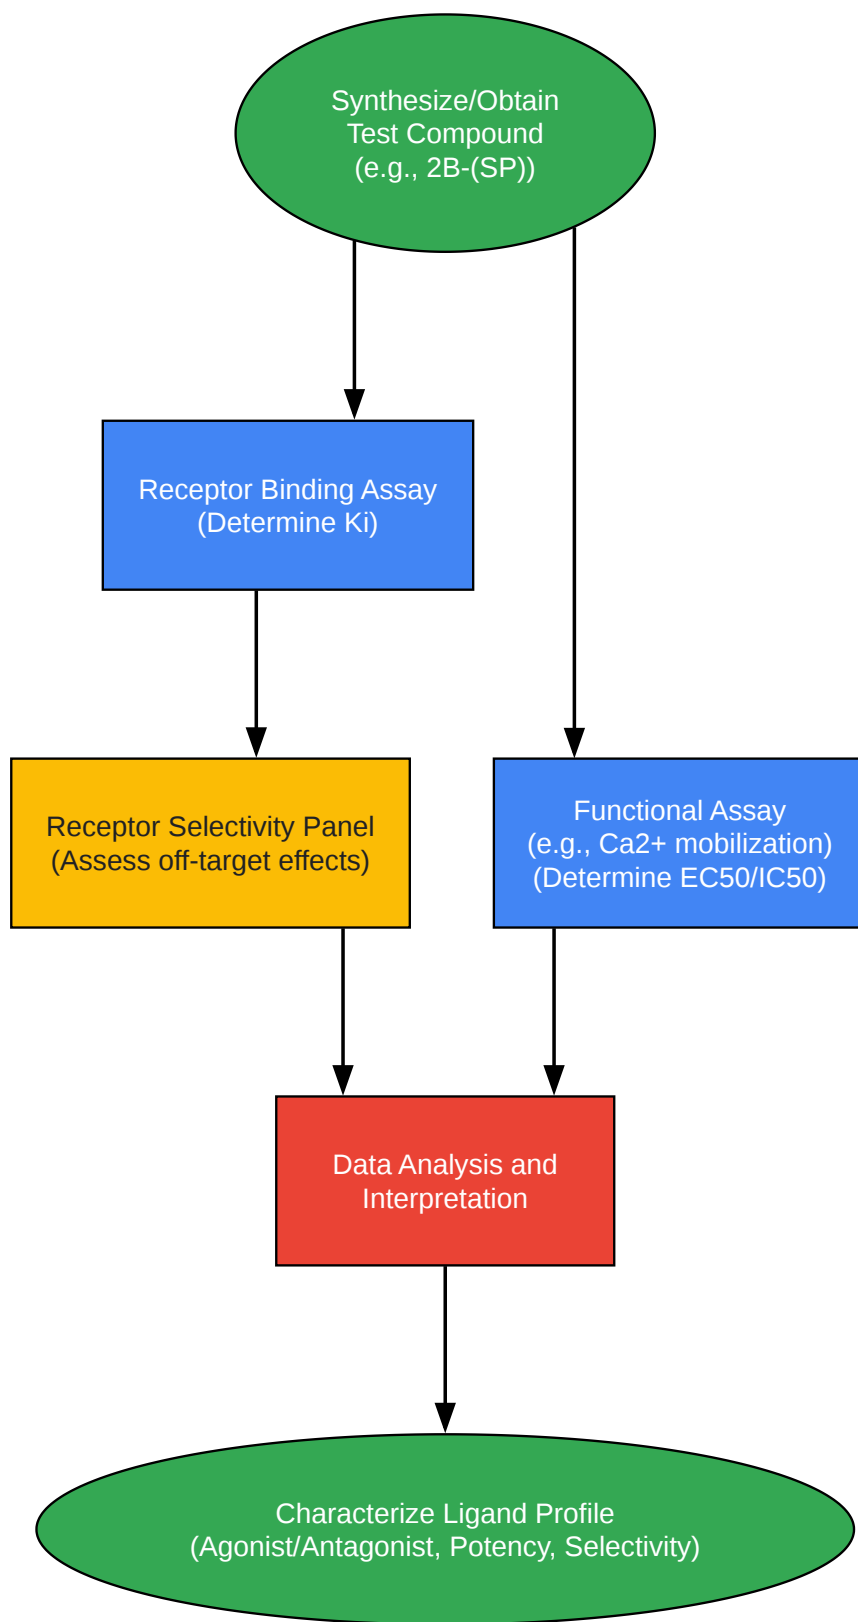 Synthesize/Obtain
Test Compound
(e.g., 2B-(SP))
Receptor Binding Assay
(Determine Ki)
Receptor Selectivity Panel
(Assess off-target effects)
Functional Assay
(e.g., Ca2+ mobilization)
(Determine EC50/IC50)
Data Analysis and
Interpretation
Characterize Ligand Profile
(Agonist/Antagonist, Potency, Selectivity)